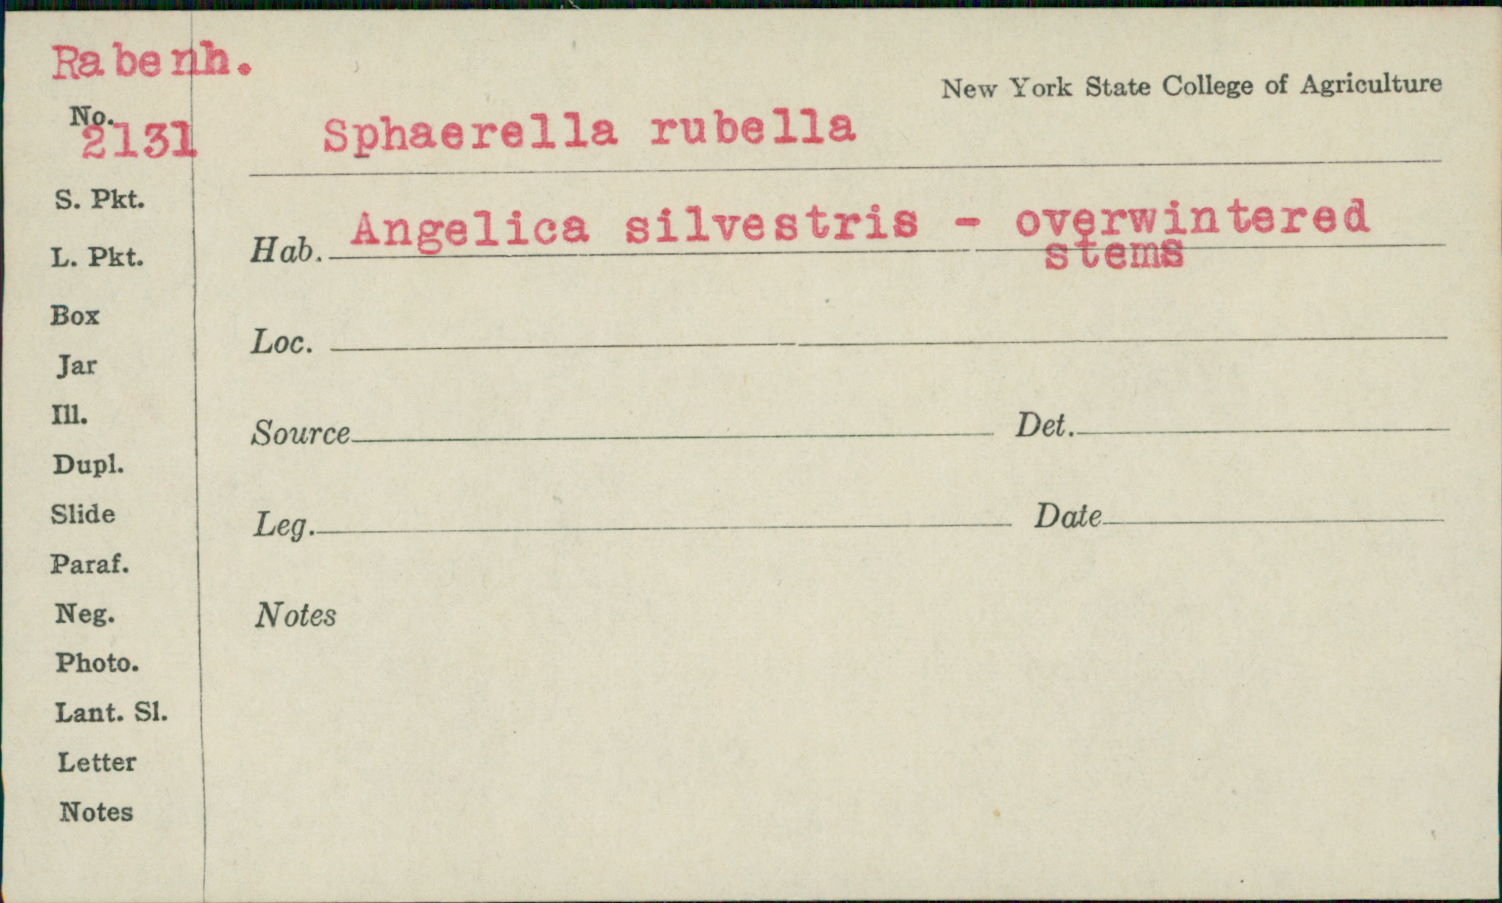 Rabenh.
New York State College of Agriculture
No.
2131
Sphaerella rubella
S. Pkt.
Hab. Angelica silvestris - overwintered
stems
L. Pkt.
Box
Loc.
Jar
Ill.
Source Det.
Dupl.
Slide
Leg. Date
Paraf.
Neg.
Notes
Photo.
Lant. Sl.
Letter
Notes